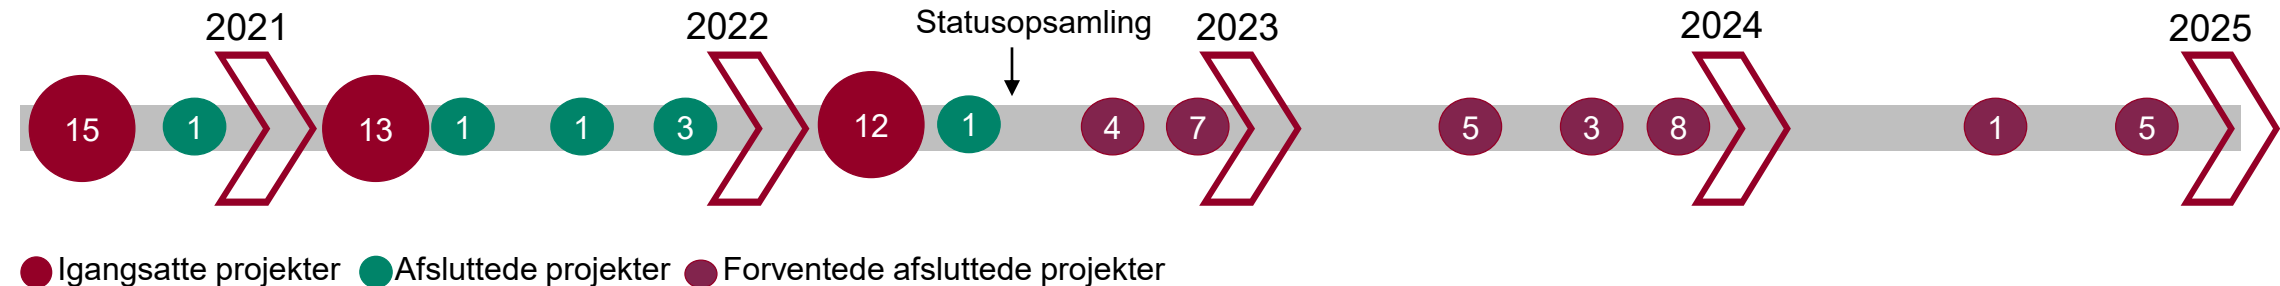 2021 2022 Statusopsamling 2023 2024 2025
15 1 13 1 1 3 12 1 4 7 5 3 8 1 5
Igangsatte projekter Afsluttede projekter Forventede afsluttede projekter